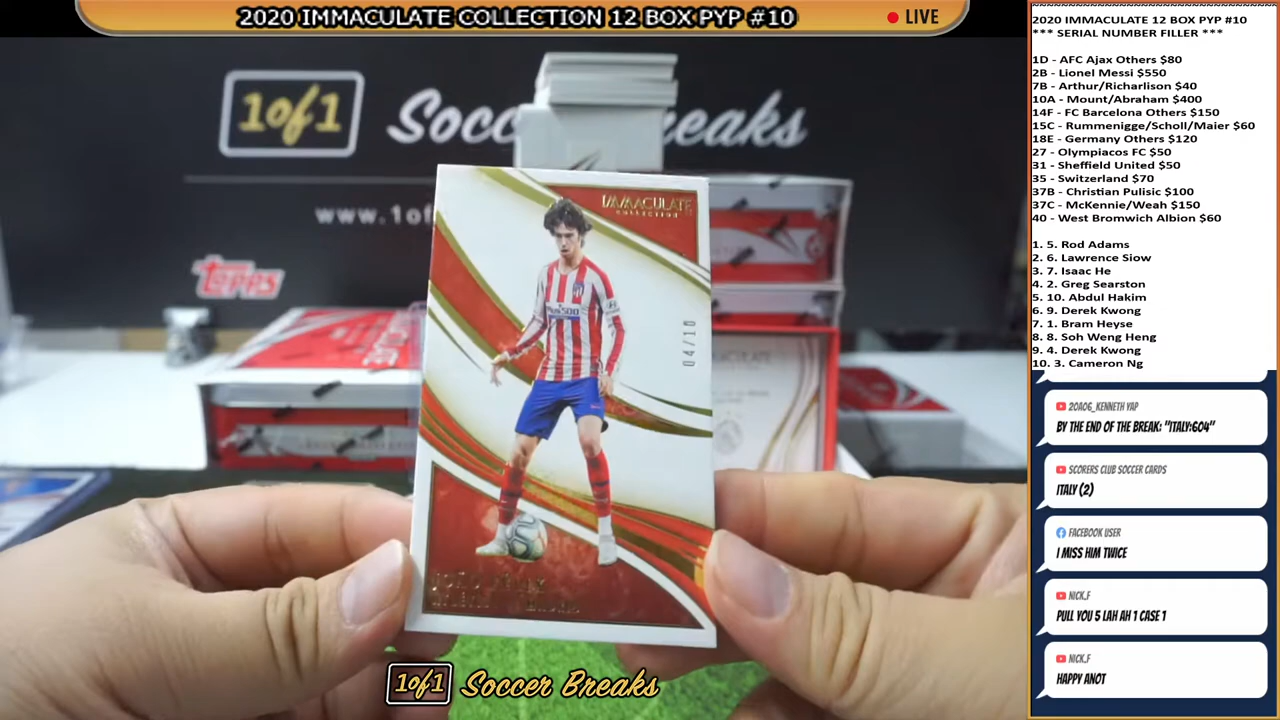 2020 IMMACULATE COLLECTION 12 BOX PYP #10
LIVE
1of1
Soccer Breaks
www.1of
TOPPS
IMMACULATE
COLLECTION
04/10
JOÃO FÉLIX
1of1 Soccer Breaks
2020 IMMACULATE 12 BOX PYP #10
*** SERIAL NUMBER FILLER ***
1D - AFC Ajax Others $80
2B - Lionel Messi $550
7B - Arthur/Richarlison $40
10A - Mount/Abraham $400
14F - FC Barcelona Others $150
15C - Rummenigge/Scholl/Maier $60
18E - Germany Others $120
27 - Olympiacos FC $50
31 - Sheffield United $50
35 - Switzerland $70
37B - Christian Pulisic $100
37C - McKennie/Weah $150
40 - West Bromwich Albion $60
1. 5. Rod Adams
2. 6. Lawrence Siow
3. 7. Isaac He
4. 2. Greg Searston
5. 10. Abdul Hakim
6. 9. Derek Kwong
7. 1. Bram Heyse
8. 8. Soh Weng Heng
9. 4. Derek Kwong
10. 3. Cameron Ng
20A06_KENNETH YAP
BY THE END OF THE BREAK: "ITALY:604"
SCORERS CLUB SOCCER CARDS
ITALY (2)
FACEBOOK USER
I MISS HIM TWICE
NICK.F
PULL YOU 5 LAH AH 1 CASE 1
NICK.F
HAPPY ANOT